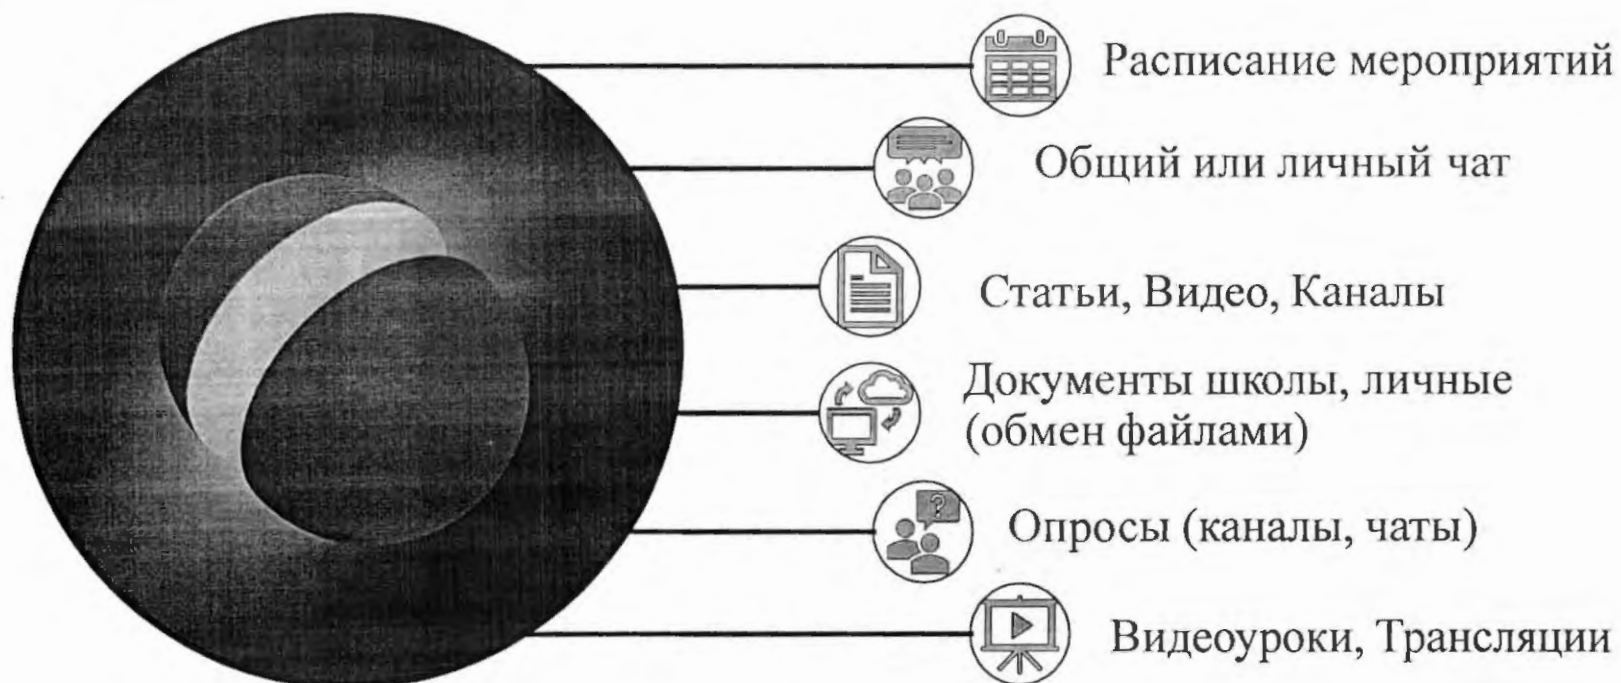 Расписание мероприятий
Общий или личный чат
Статьи, Видео, Каналы
Документы школы, личные
(обмен файлами)
?
Опросы (каналы, чаты)
Видеоуроки, Трансляции